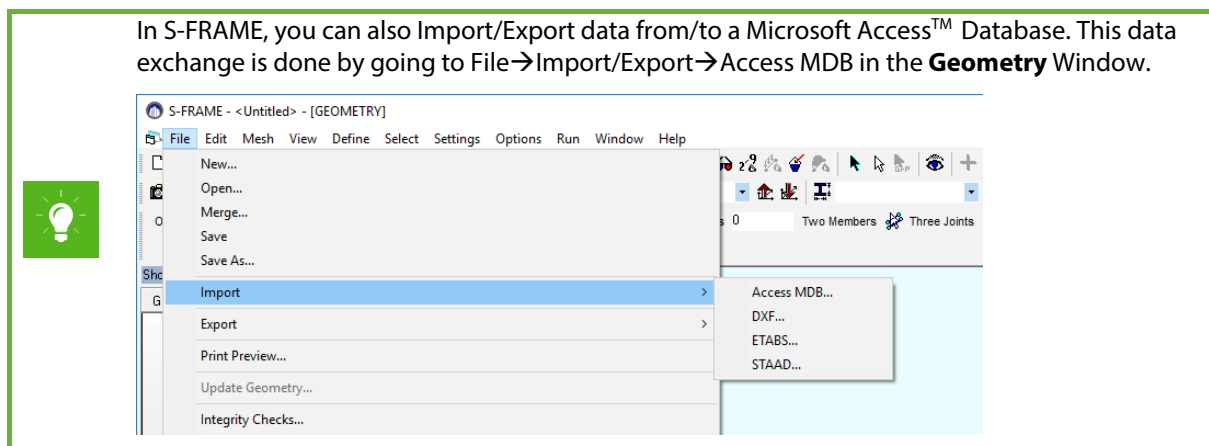 In S-FRAME, you can also Import/Export data from/to a Microsoft Access™ Database. This data
exchange is done by going to File→Import/Export→Access MDB in the Geometry Window.
S-FRAME - <Untitled> - [GEOMETRY]
File Edit Mesh View Define Select Settings Options Run Window Help
New...
Open...
Merge...
0 Two Members Three Joints
Save
Save As...
Import
Access MDB...
Export
DXF...
ETABS...
Print Preview...
STAAD...
Update Geometry...
Integrity Checks...